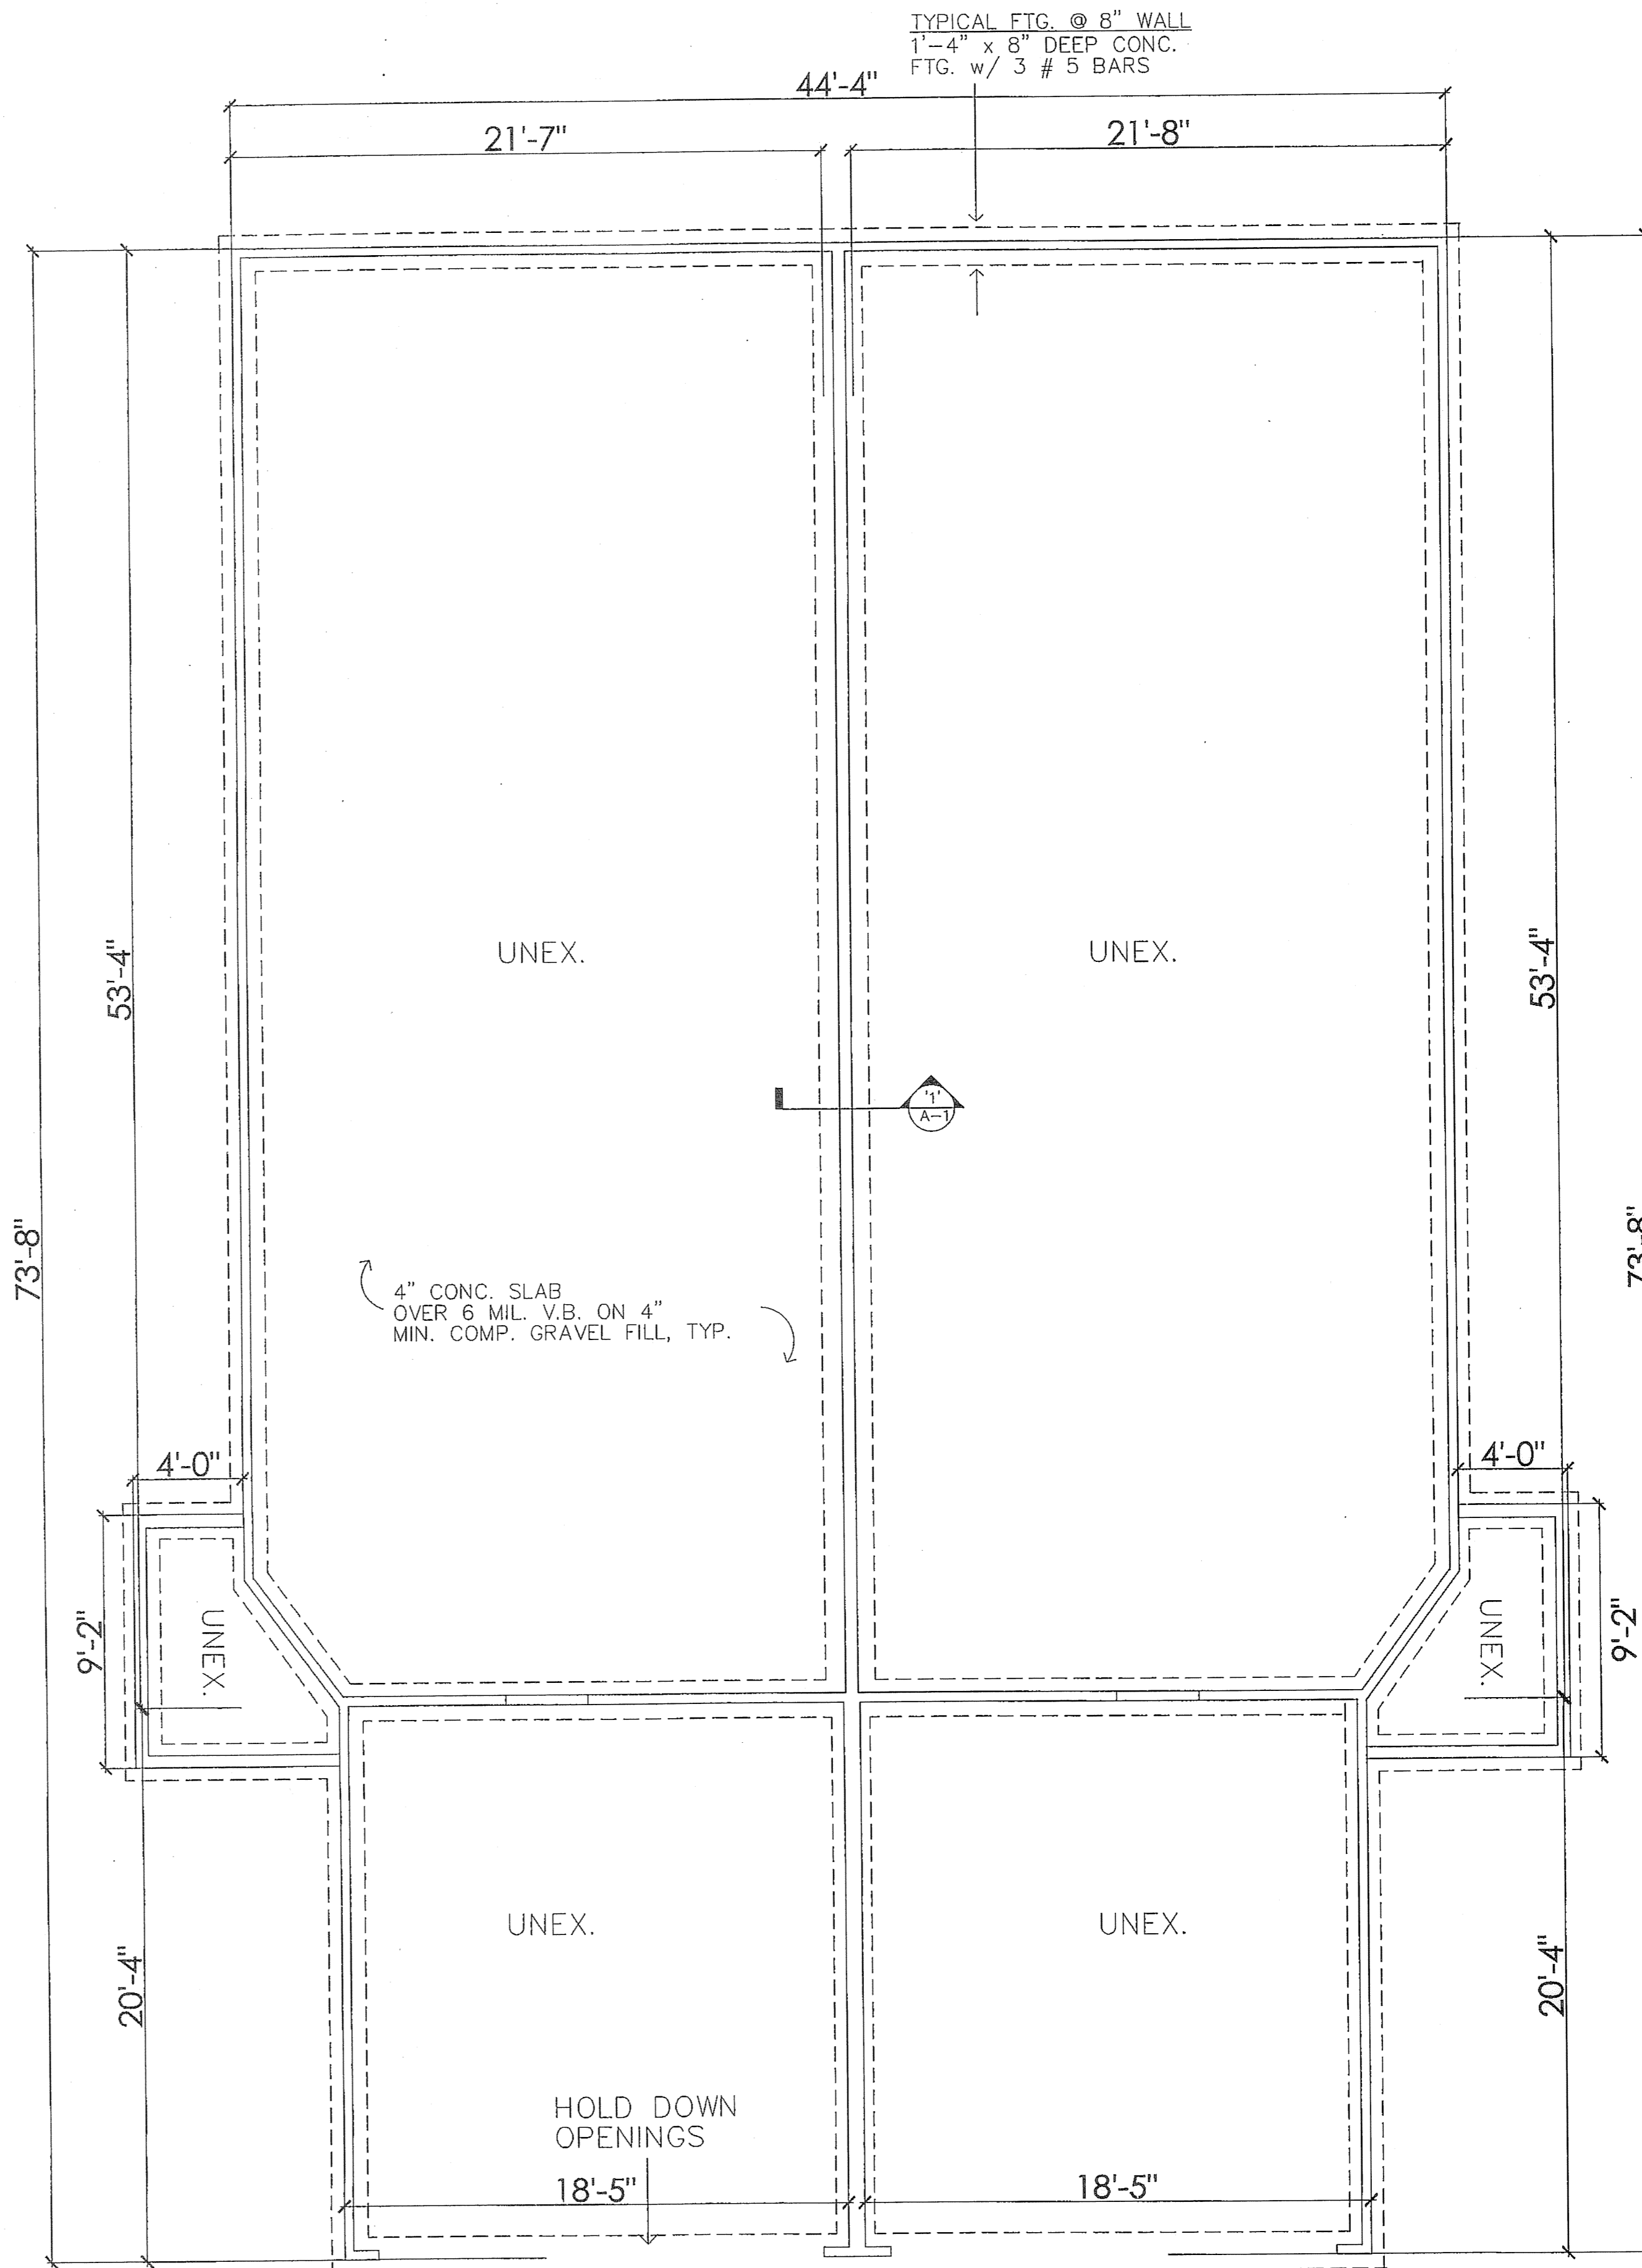 TYPICAL FTG. @ 8" WALL
1'-4" x 8" DEEP CONC.
FTG. w/ 3 # 5 BARS
44'-4"
21'-7"
21'-8"
53'-4"
UNEX.
UNEX.
53'-4"
'1'
A-1
73'-8"
73'-8"
4" CONC. SLAB
OVER 6 MIL. V.B. ON 4"
MIN. COMP. GRAVEL FILL, TYP.
4'-0"
4'-0"
9'-2"
UNEX.
UNEX.
9'-2"
UNEX.
UNEX.
20'-4"
20'-4"
HOLD DOWN
OPENINGS
18'-5"
18'-5"